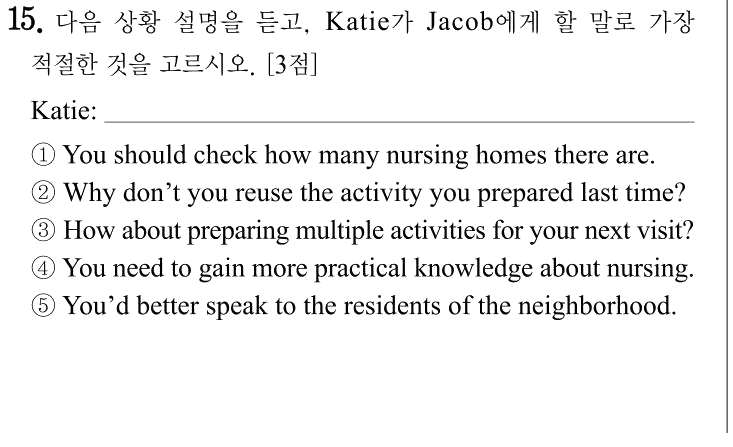 15. 다음 상황 설명을 듣고, Katie가 Jacob에게 할 말로 가장
적절한 것을 고르시오. [3점]
Katie:
① You should check how many nursing homes there are.
② Why don’t you reuse the activity you prepared last time?
③ How about preparing multiple activities for your next visit?
④ You need to gain more practical knowledge about nursing.
⑤ You’d better speak to the residents of the neighborhood.